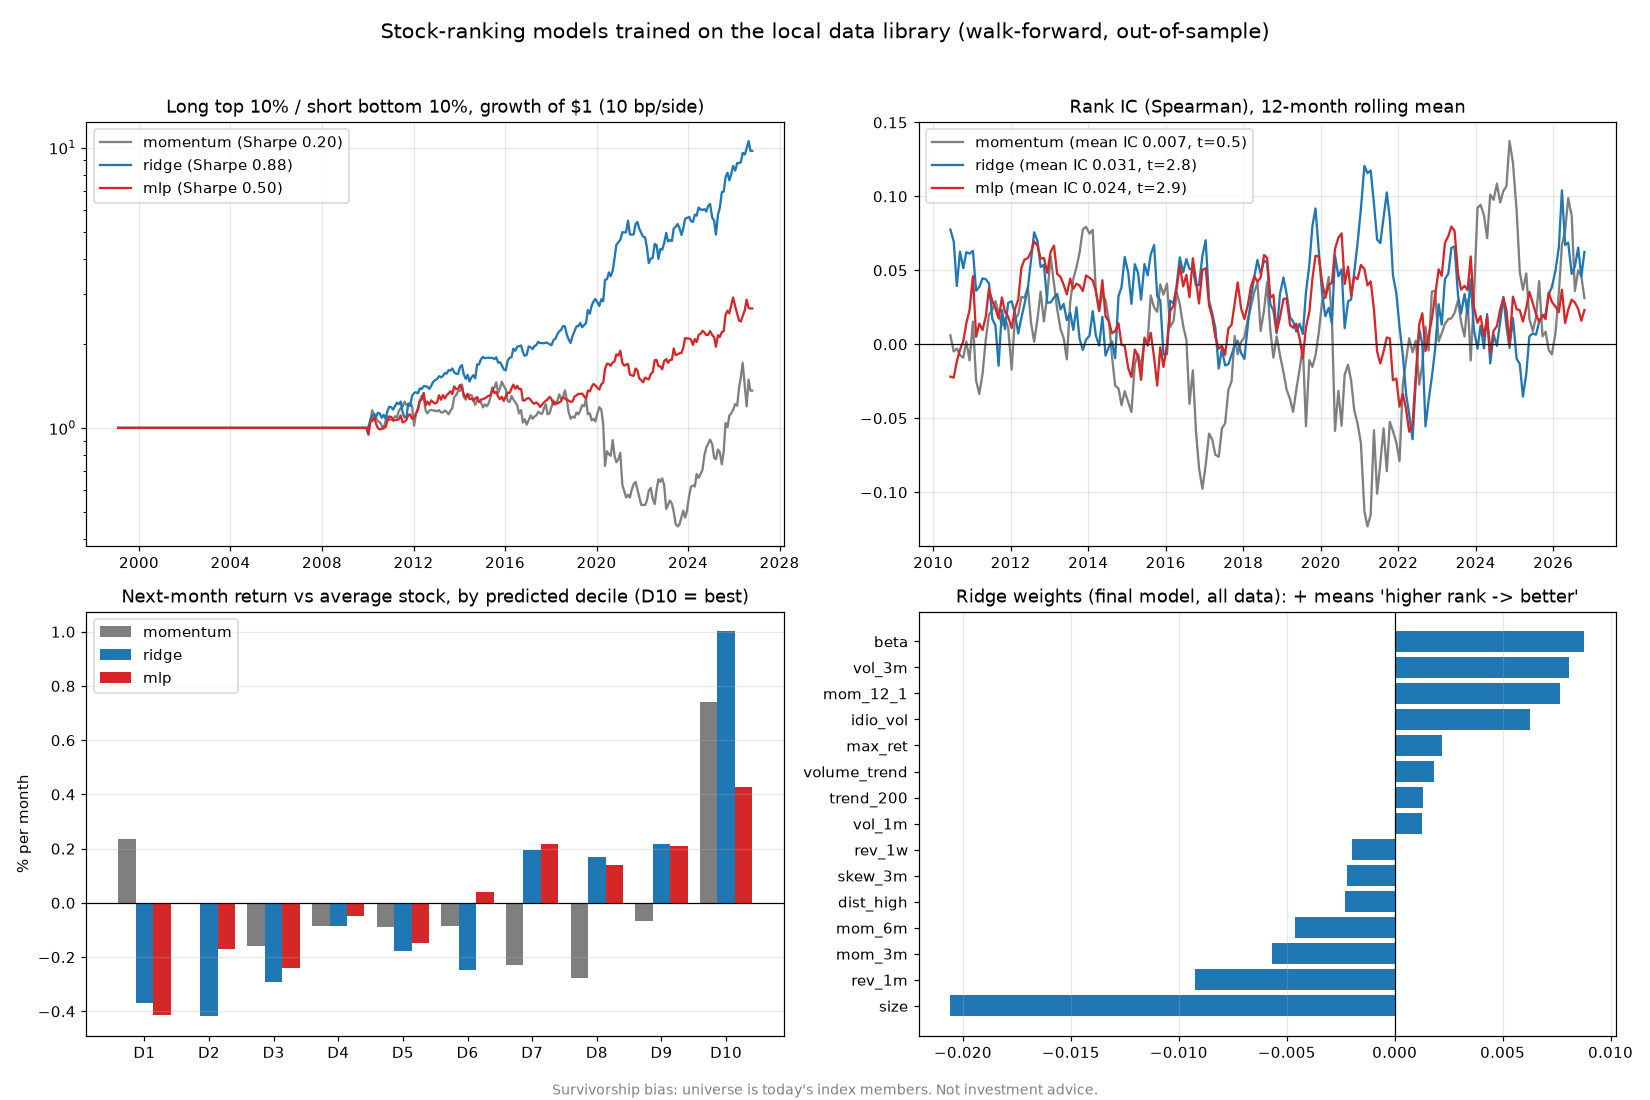 Stock-ranking models trained on the local data library (walk-forward, out-of-sample)
Long top 10% / short bottom 10%, growth of $1 (10 bp/side)
momentum (Sharpe 0.20)
ridge (Sharpe 0.88)
mlp (Sharpe 0.50)
10¹
10⁰
2000 2004 2008 2012 2016 2020 2024 2028
Rank IC (Spearman), 12-month rolling mean
momentum (mean IC 0.007, t=0.5)
ridge (mean IC 0.031, t=2.8)
mlp (mean IC 0.024, t=2.9)
0.15
0.10
0.05
0.00
−0.05
−0.10
2010 2012 2014 2016 2018 2020 2022 2024 2026
Next-month return vs average stock, by predicted decile (D10 = best)
momentum
ridge
mlp
% per month
1.0
0.8
0.6
0.4
0.2
0.0
−0.2
−0.4
D1 D2 D3 D4 D5 D6 D7 D8 D9 D10
Ridge weights (final model, all data): + means 'higher rank -> better'
beta
vol_3m
mom_12_1
idio_vol
max_ret
volume_trend
trend_200
vol_1m
rev_1w
skew_3m
dist_high
mom_6m
mom_3m
rev_1m
size
−0.020 −0.015 −0.010 −0.005 0.000 0.005 0.010
Survivorship bias: universe is today's index members. Not investment advice.